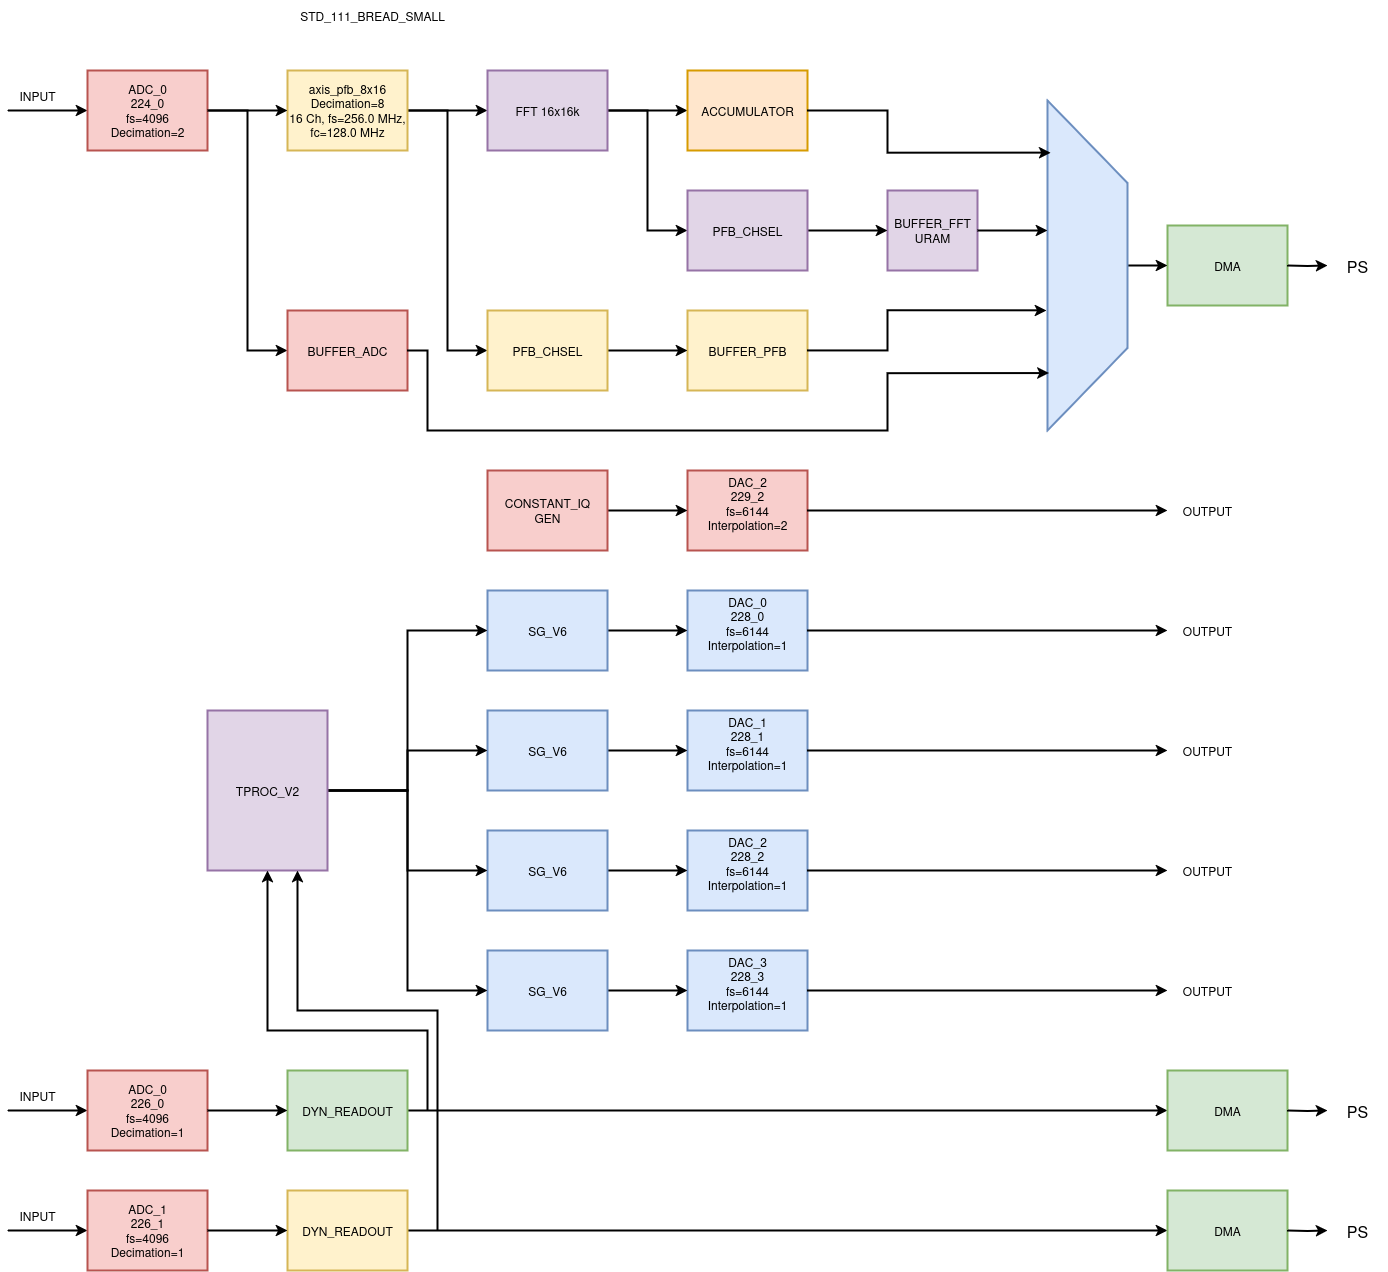 STD_111_BREAD_SMALL
INPUT
ADC_0
224_0
fs=4096
Decimation=2
axis_pfb_8x16
Decimation=8
16 Ch, fs=256.0 MHz,
fc=128.0 MHz
FFT 16x16k
ACCUMULATOR
PFB_CHSEL
BUFFER_FFT
URAM
DMA
PS
BUFFER_ADC
PFB_CHSEL
BUFFER_PFB
CONSTANT_IQ
GEN
DAC_2
229_2
fs=6144
Interpolation=2
OUTPUT
SG_V6
DAC_0
228_0
fs=6144
Interpolation=1
OUTPUT
TPROC_V2
SG_V6
DAC_1
228_1
fs=6144
Interpolation=1
OUTPUT
SG_V6
DAC_2
228_2
fs=6144
Interpolation=1
OUTPUT
SG_V6
DAC_3
228_3
fs=6144
Interpolation=1
OUTPUT
INPUT
ADC_0
226_0
fs=4096
Decimation=1
DYN_READOUT
DMA
PS
INPUT
ADC_1
226_1
fs=4096
Decimation=1
DYN_READOUT
DMA
PS